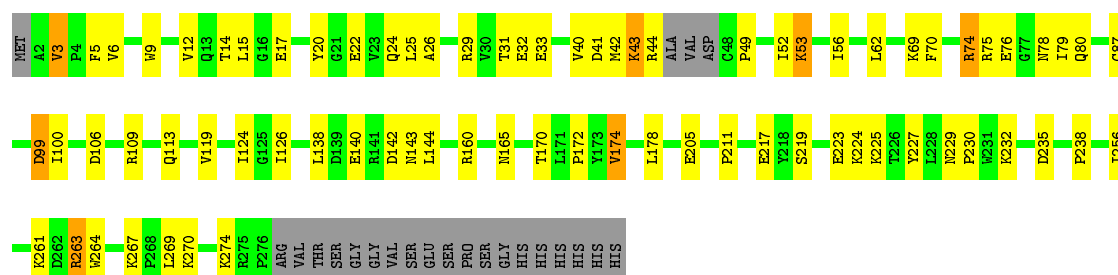 MET A2 V3 P4 F5 V6 W9 V12 Q13 T14 L15 G16 E17 Y20 G21 E22 V23 Q24 L25 A26 R29 V30 T31 E32 E33 V40 D41 M42 K43 R44 ALA VAL ASP C48 P49 I52 K53 I56 L62 K69 F70 R74 R75 E76 G77 N78 I79 Q80 C87
D99 I100 D106 R109 Q113 V119 I124 G125 I126 L138 D139 E140 R141 D142 N143 L144 R160 N165 T170 L171 P172 Y173 V174 L178 E205 P211 E217 Y218 S219 E223 K224 K225 T226 Y227 L228 N229 P230 W231 K232 D235 P238 I256
K261 D262 R263 W264 K267 P268 L269 K270 K274 R275 P276 ARG VAL THR SER GLY GLY VAL SER GLU SER PRO SER GLY HIS HIS HIS HIS HIS HIS